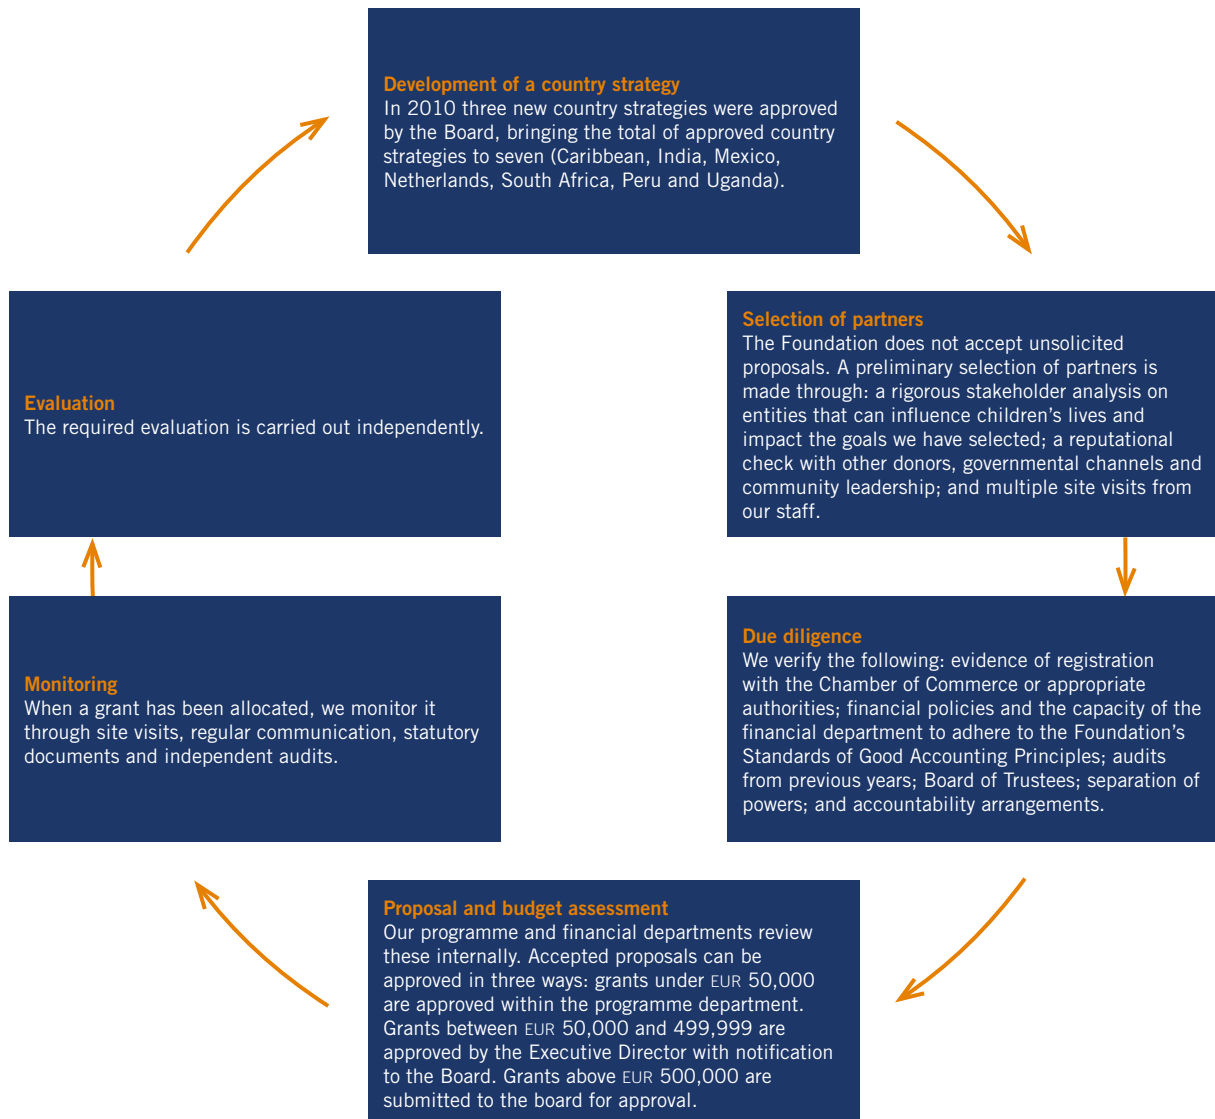 Development of a country strategy
In 2010 three new country strategies were approved
by the Board, bringing the total of approved country
strategies to seven (Caribbean, India, Mexico,
Netherlands, South Africa, Peru and Uganda).
Selection of partners
The Foundation does not accept unsolicited
proposals. A preliminary selection of partners is
made through: a rigorous stakeholder analysis on
entities that can influence children’s lives and
impact the goals we have selected; a reputational
check with other donors, governmental channels and
community leadership; and multiple site visits from
our staff.
Due diligence
We verify the following: evidence of registration
with the Chamber of Commerce or appropriate
authorities; financial policies and the capacity of the
financial department to adhere to the Foundation’s
Standards of Good Accounting Principles; audits
from previous years; Board of Trustees; separation of
powers; and accountability arrangements.
Proposal and budget assessment
Our programme and financial departments review
these internally. Accepted proposals can be
approved in three ways: grants under EUR 50,000
are approved within the programme department.
Grants between EUR 50,000 and 499,999 are
approved by the Executive Director with notification
to the Board. Grants above EUR 500,000 are
submitted to the board for approval.
Monitoring
When a grant has been allocated, we monitor it
through site visits, regular communication, statutory
documents and independent audits.
Evaluation
The required evaluation is carried out independently.